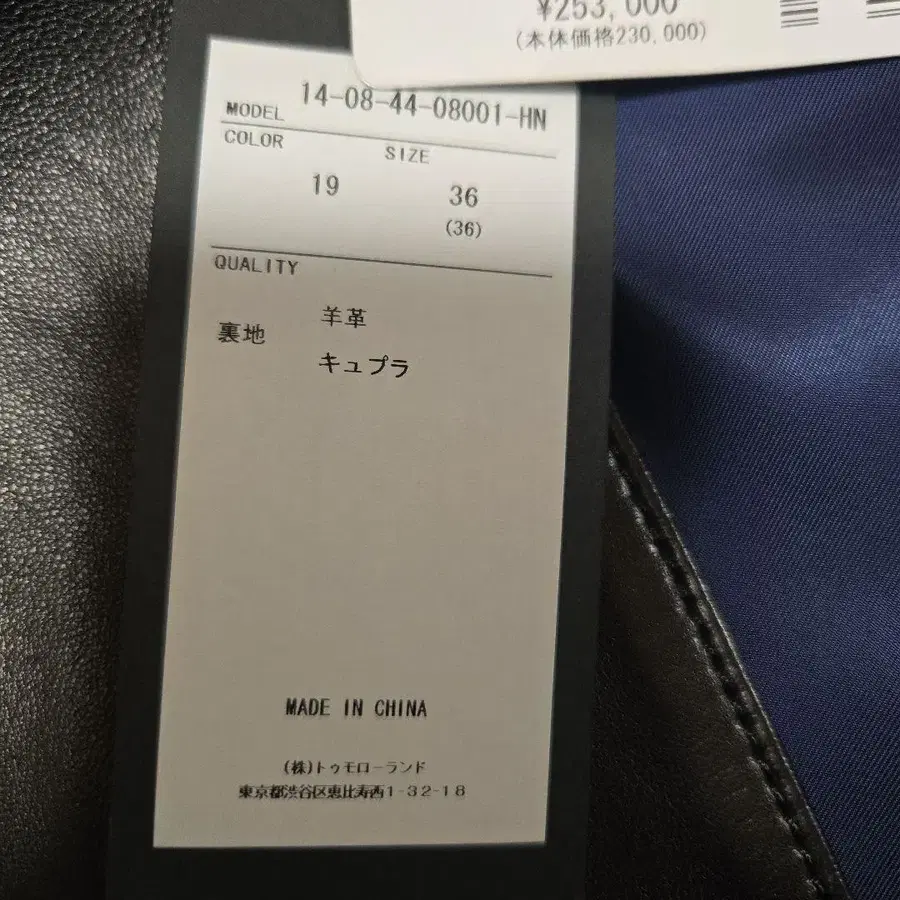 ¥253,000
(本体価格230,000)
MODEL 14-08-44-08001-HN
COLOR SIZE
19 36
(36)
QUALITY
羊革
裏地
キュプラ
MADE IN CHINA
(株)トゥモローランド
東京都渋谷区恵比寿西1-32-18